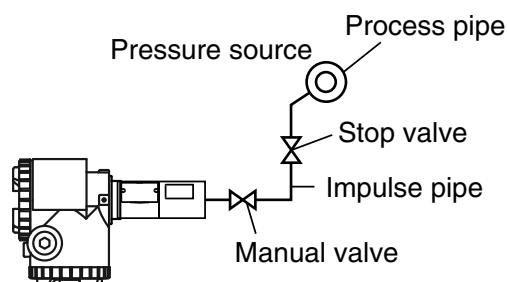 Process pipe
Pressure source
Stop valve
Impulse pipe
Manual valve